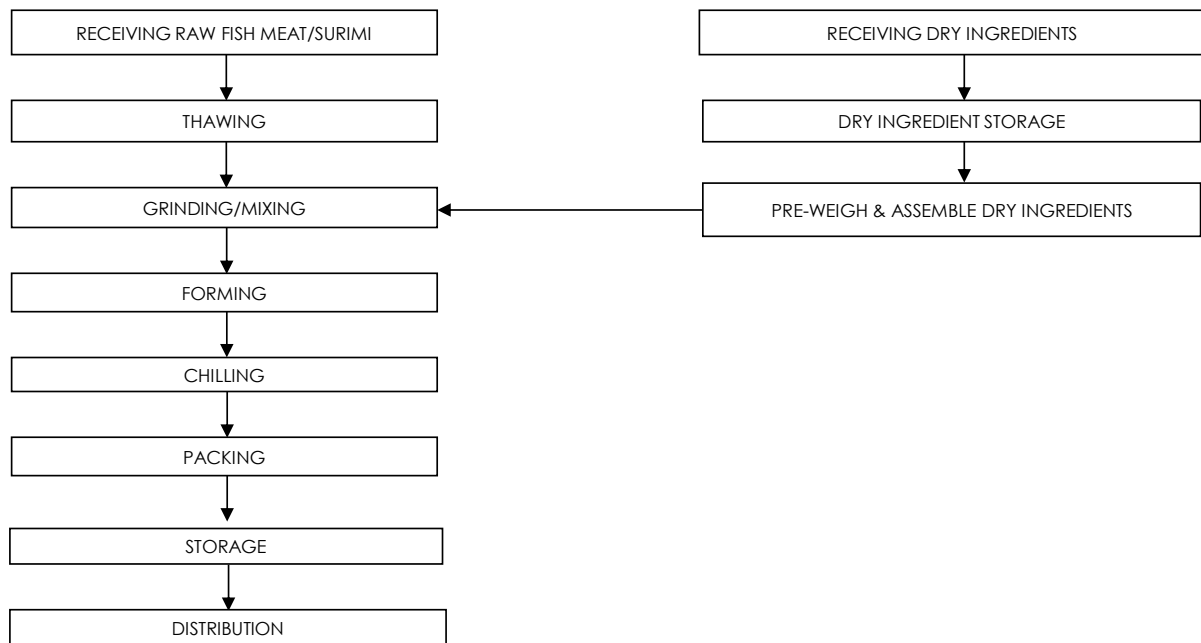 RECEIVING RAW FISH MEAT/SURIMI
THAWING
GRINDING/MIXING
FORMING
CHILLING
PACKING
STORAGE
DISTRIBUTION
RECEIVING DRY INGREDIENTS
DRY INGREDIENT STORAGE
PRE-WEIGH & ASSEMBLE DRY INGREDIENTS